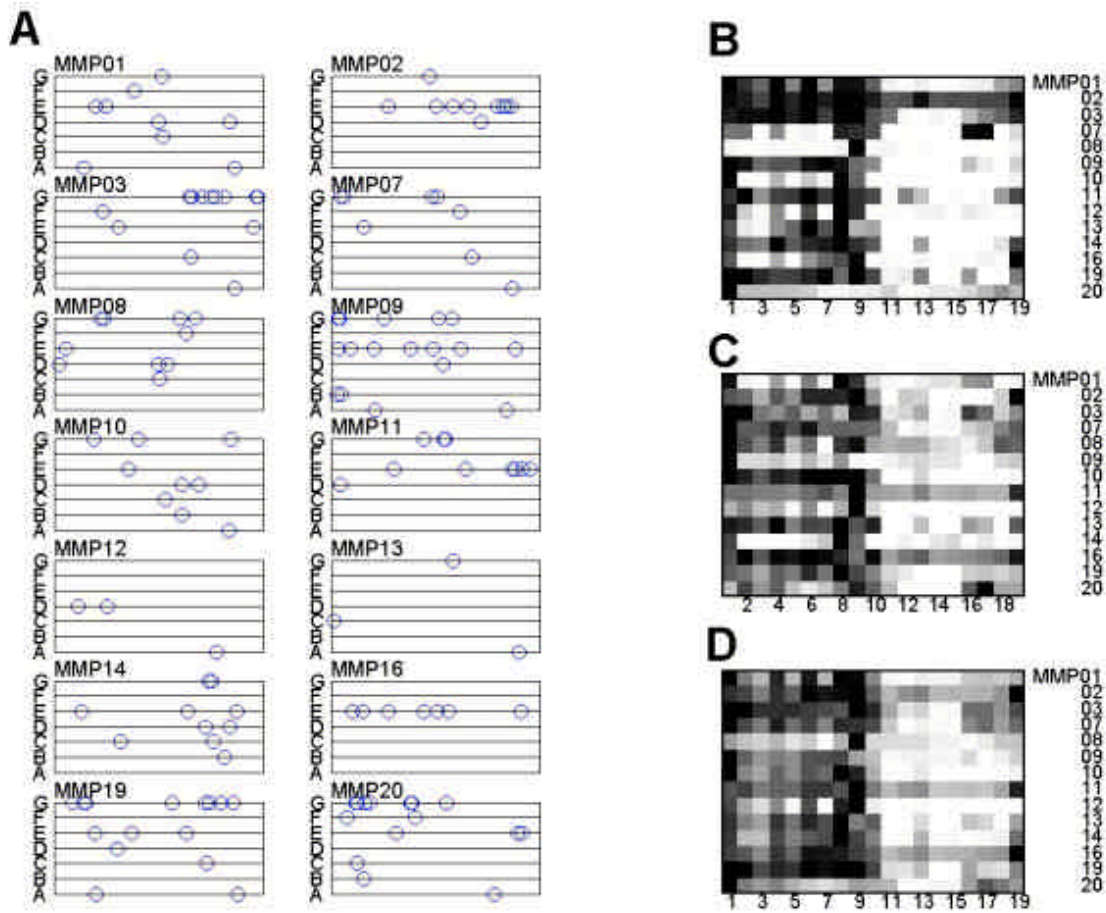 A
MMP01
G
F
E
D
C
B
A
MMP02
G
F
E
D
C
B
A
MMP03
G
F
E
D
C
B
A
MMP07
G
F
E
D
C
B
A
MMP08
G
F
E
D
C
B
A
MMP09
G
F
E
D
C
B
A
MMP10
G
F
E
D
C
B
A
MMP11
G
F
E
D
C
B
A
MMP12
G
F
E
D
C
B
A
MMP13
G
F
E
D
C
B
A
MMP14
G
F
E
D
C
B
A
MMP16
G
F
E
D
C
B
A
MMP19
G
F
E
D
C
B
A
MMP20
G
F
E
D
C
B
A
B
MMP01
02
03
07
08
09
10
11
12
13
14
16
19
20
1 3 5 7 9 11 13 15 17 19
C
MMP01
02
03
07
08
09
10
11
12
13
14
16
19
20
2 4 6 8 10 12 14 16 18
D
MMP01
02
03
07
08
09
10
11
12
13
14
16
19
20
1 3 5 7 9 11 13 15 17 19